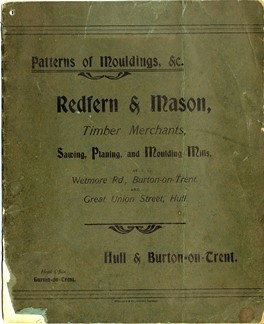 Patterns of Mouldings, &c.
Redfern & Mason,
Timber Merchants,
Sawing, Planing, and Moulding Mills,
Wetmore Rd., Burton-on-Trent
AND
Great Union Street, Hull.
Hull & Burton-on-Trent.
Burton-on-Trent.